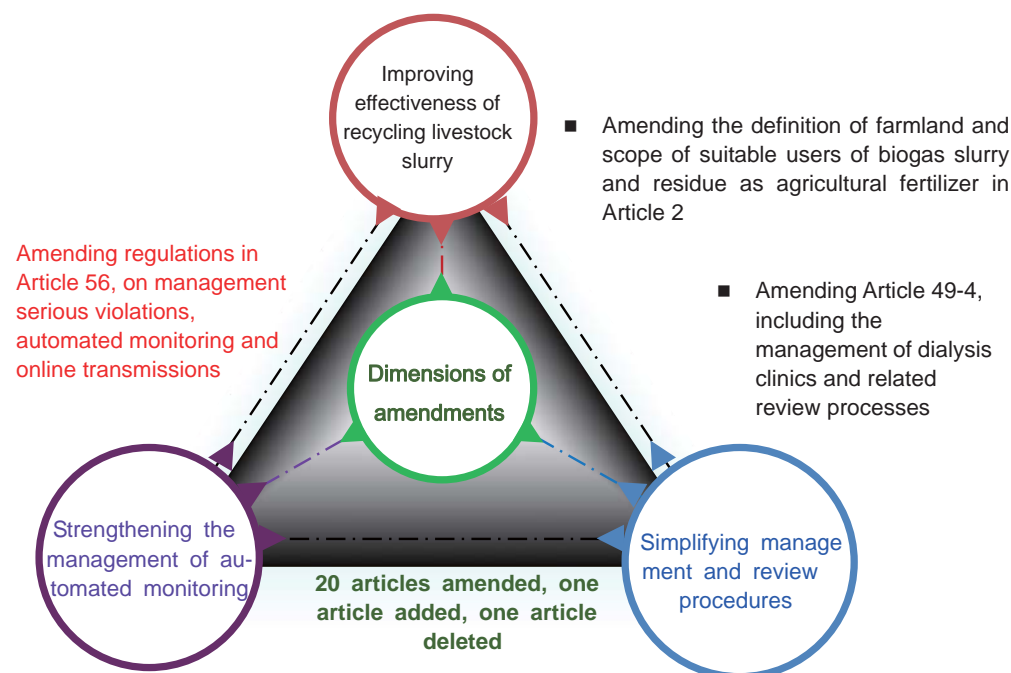 Improving
effectiveness of
recycling livestock
slurry
■ Amending the definition of farmland and
scope of suitable users of biogas slurry
and residue as agricultural fertilizer in
Article 2
Amending regulations in
Article 56, on management
serious violations,
automated monitoring and
online transmissions
■ Amending Article 49-4,
including the
management of dialysis
clinics and related
review processes
Dimensions of
amendments
Strengthening the
management of au-
tomated monitoring
Simplifying manage
ment and review
procedures
20 articles amended, one
article added, one article
deleted